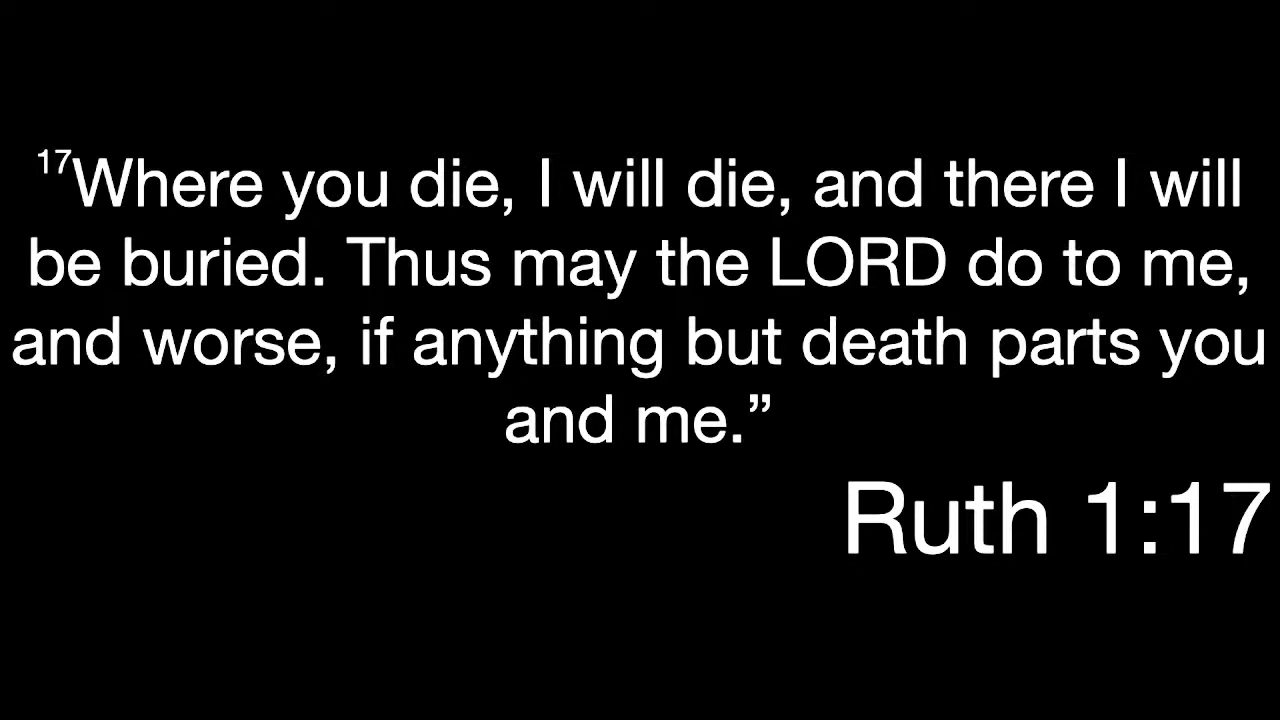 17Where you die, I will die, and there I will
be buried. Thus may the LORD do to me,
and worse, if anything but death parts you
and me.”
Ruth 1:17